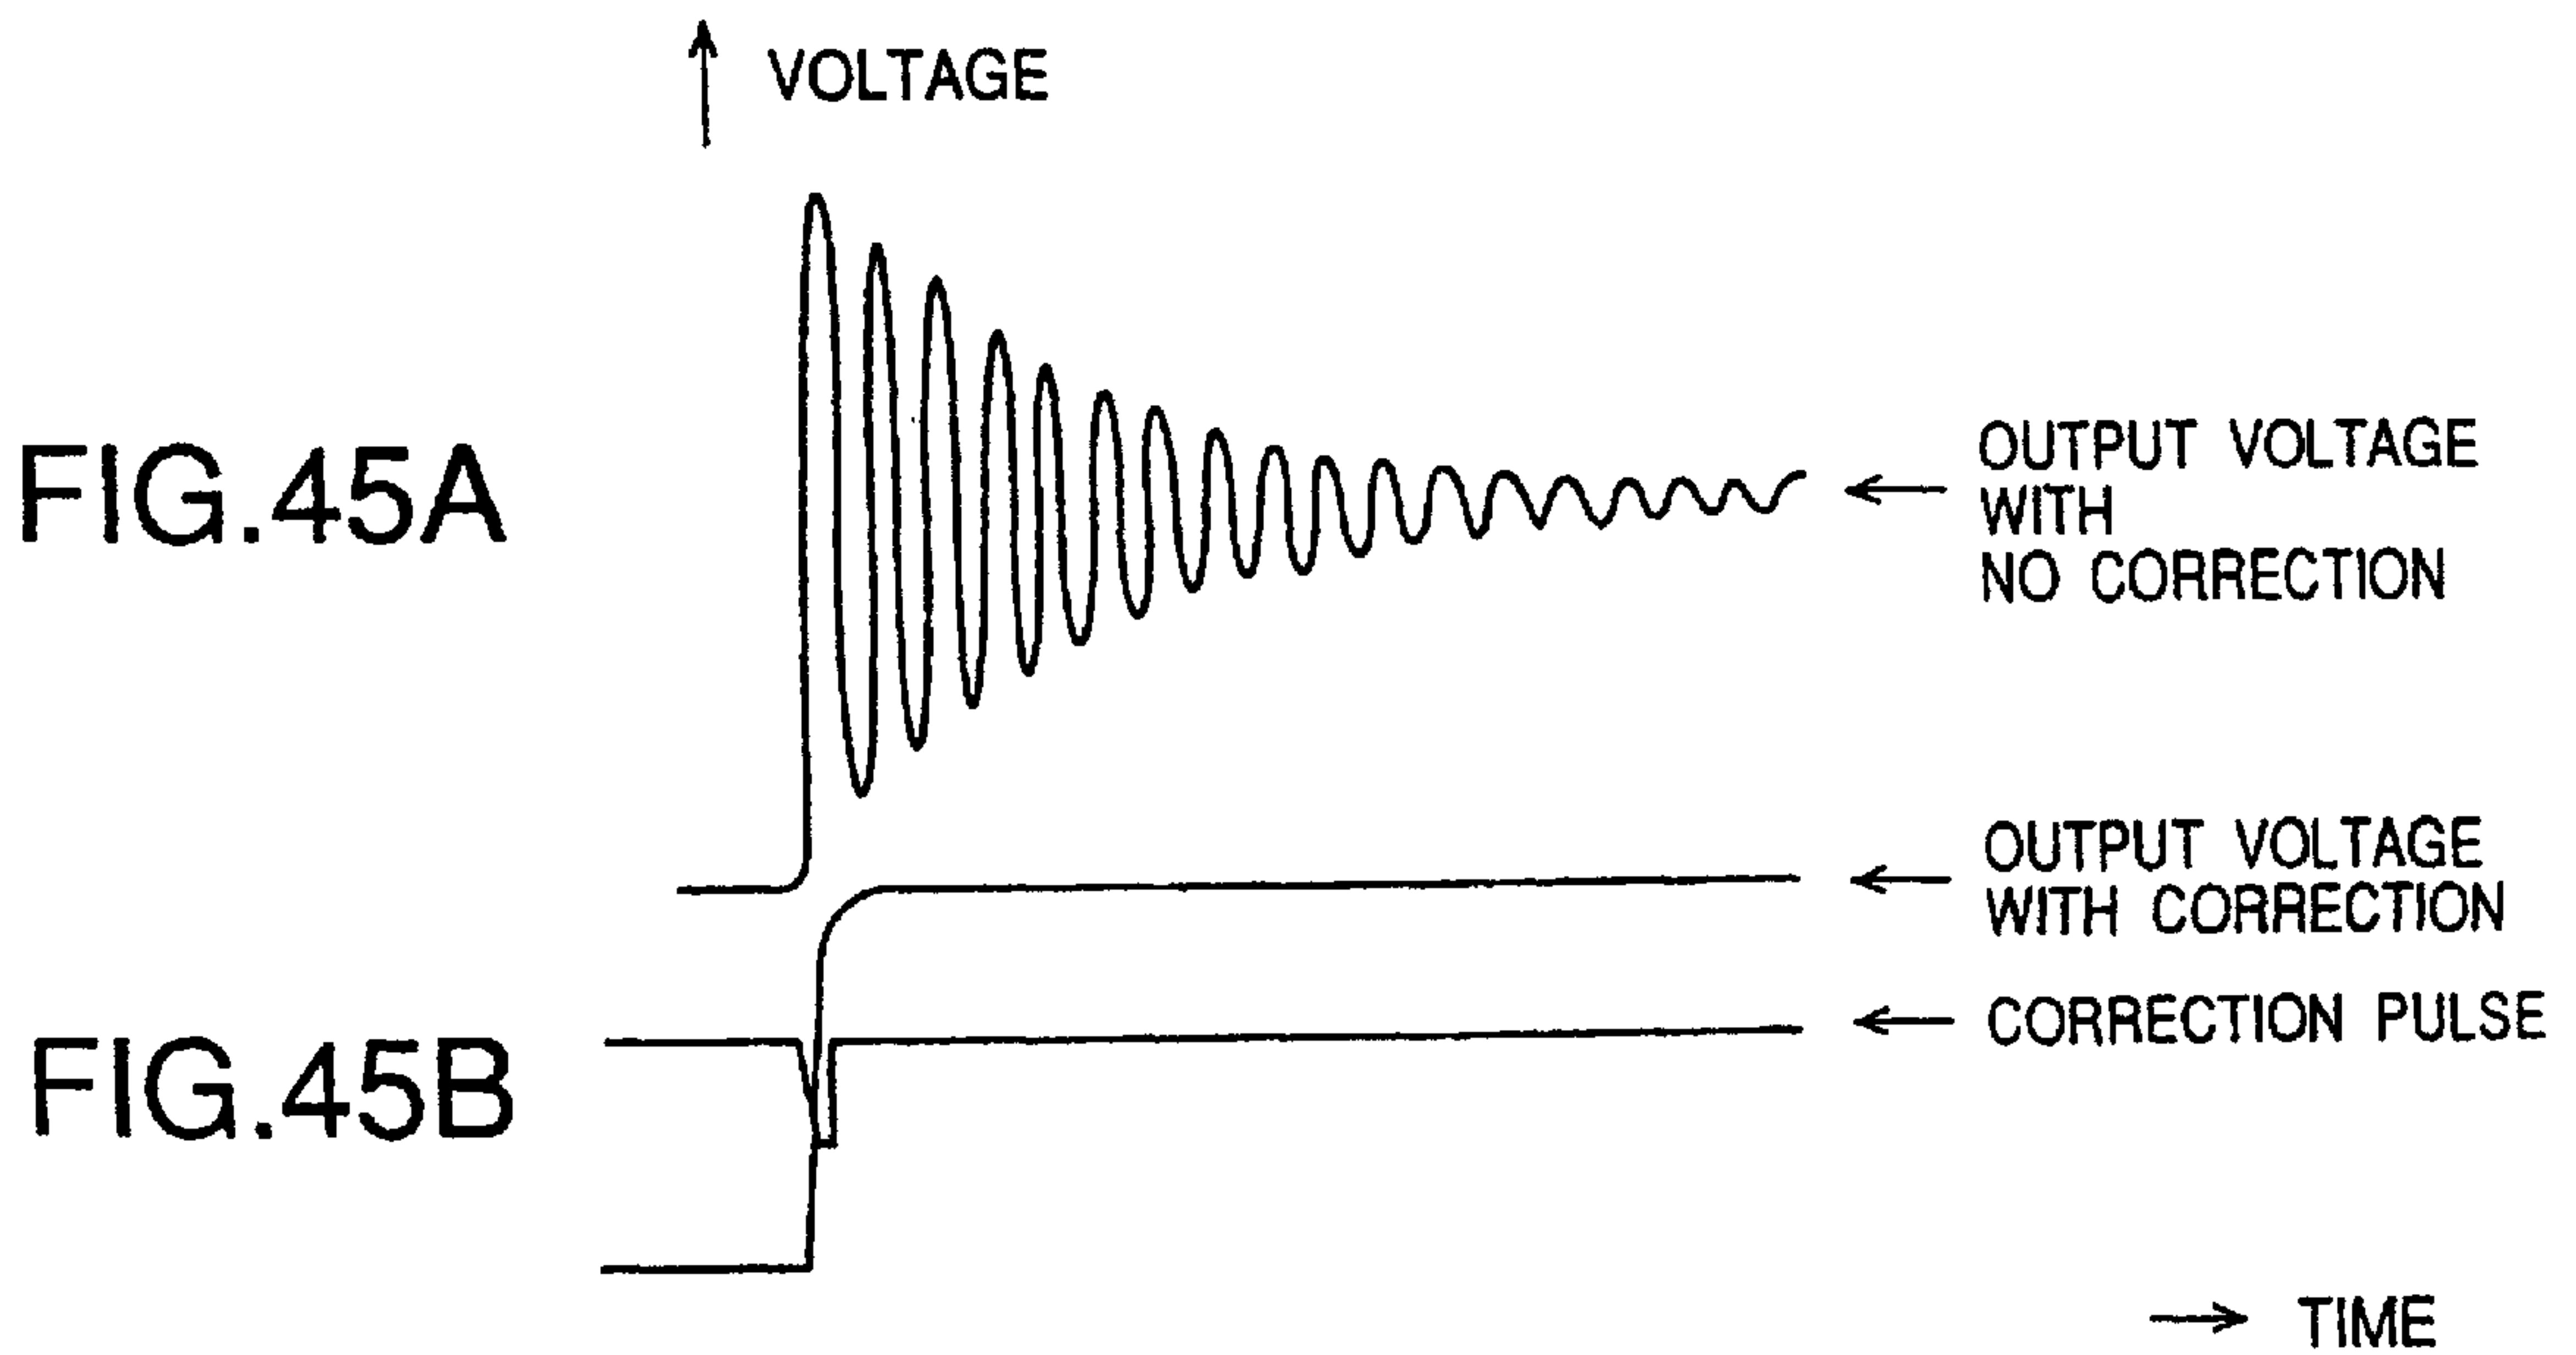 VOLTAGE
FIG.45A
OUTPUT VOLTAGE
WITH
NO CORRECTION
OUTPUT VOLTAGE
WITH CORRECTION
CORRECTION PULSE
FIG.45B
TIME